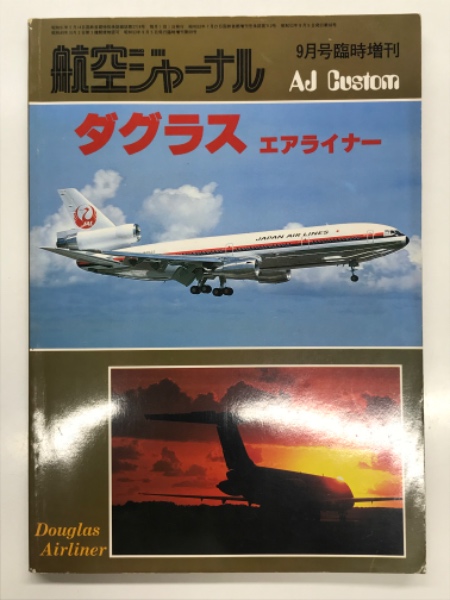 航空ジャーナル
9月号臨時増刊
AJ Custom
ダグラス エアライナー
JAPAN AIR LINES
JAL
Douglas
Airliner